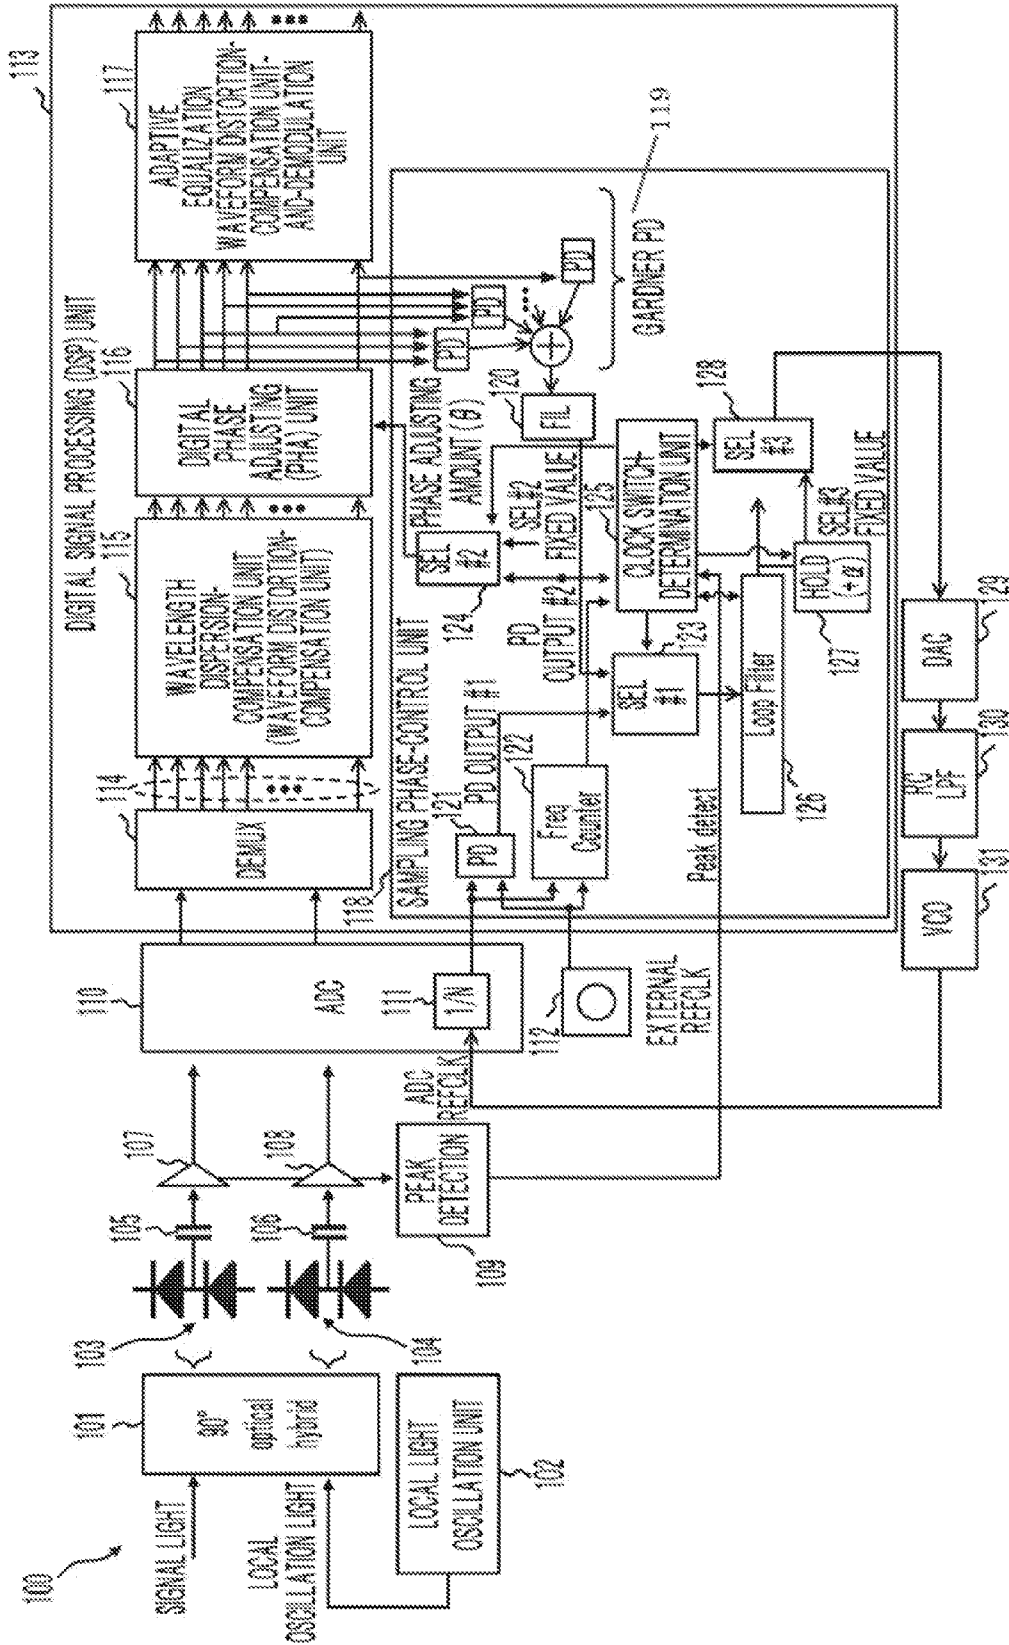 100
SIGNAL LIGHT
LOCAL
OSCILLATION LIGHT
101
90°
optical
hybrid
LOCAL LIGHT
OSCILLATION UNIT
102
103
104
105
106
107
108
PEAK
DETECTION
109
110
ADC
111
1/N
ADC
REFCLK
112
EXTERNAL
REFCLK
113
DIGITAL SIGNAL PROCESSING (DSP) UNIT
114
DEMUX
115
WAVELENGTH
DISPERSION-
COMPENSATION UNIT
(WAVEFORM DISTORTION-
COMPENSATION UNIT)
116
DIGITAL
PHASE
ADJUSTING
(PHA) UNIT
117
ADAPTIVE
EQUALIZATION
WAVEFORM DISTORTION-
COMPENSATION UNIT-
AND-DEMODULATION
UNIT
118
SAMPLING PHASE-CONTROL UNIT
121
PD
PD OUTPUT #1
122
Freq
Counter
Peak detect
PD
OUTPUT #2
124
SEL
#2
PHASE ADJUSTING
AMOUNT (θ)
SEL#2
FIXED VALUE
123
SEL
#1
125
CLOCK SWITCH-
DETERMINATION UNIT
120
FIL
PD
PD
PD
GARDNER PD
119
126
Loop Filter
127
HOLD
(+α)
SEL#3
FIXED VALUE
128
SEL
#3
129
DAC
130
RC
LPF
131
VCO